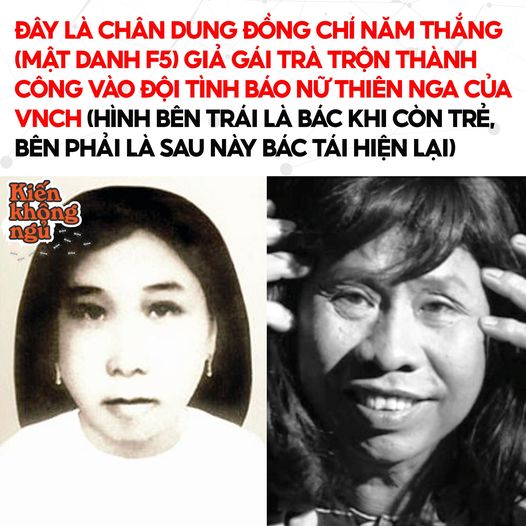 ĐÂY LÀ CHÂN DUNG ĐỒNG CHÍ NĂM THẮNG
(MẬT DANH F5) GIẢ GÁI TRÀ TRỘN THÀNH
CÔNG VÀO ĐỘI TÌNH BÁO NỮ THIÊN NGA CỦA
VNCH (HÌNH BÊN TRÁI LÀ BÁC KHI CÒN TRẺ,
BÊN PHẢI LÀ SAU NÀY BÁC TÁI HIỆN LẠI)
Kiến
không
ngủ